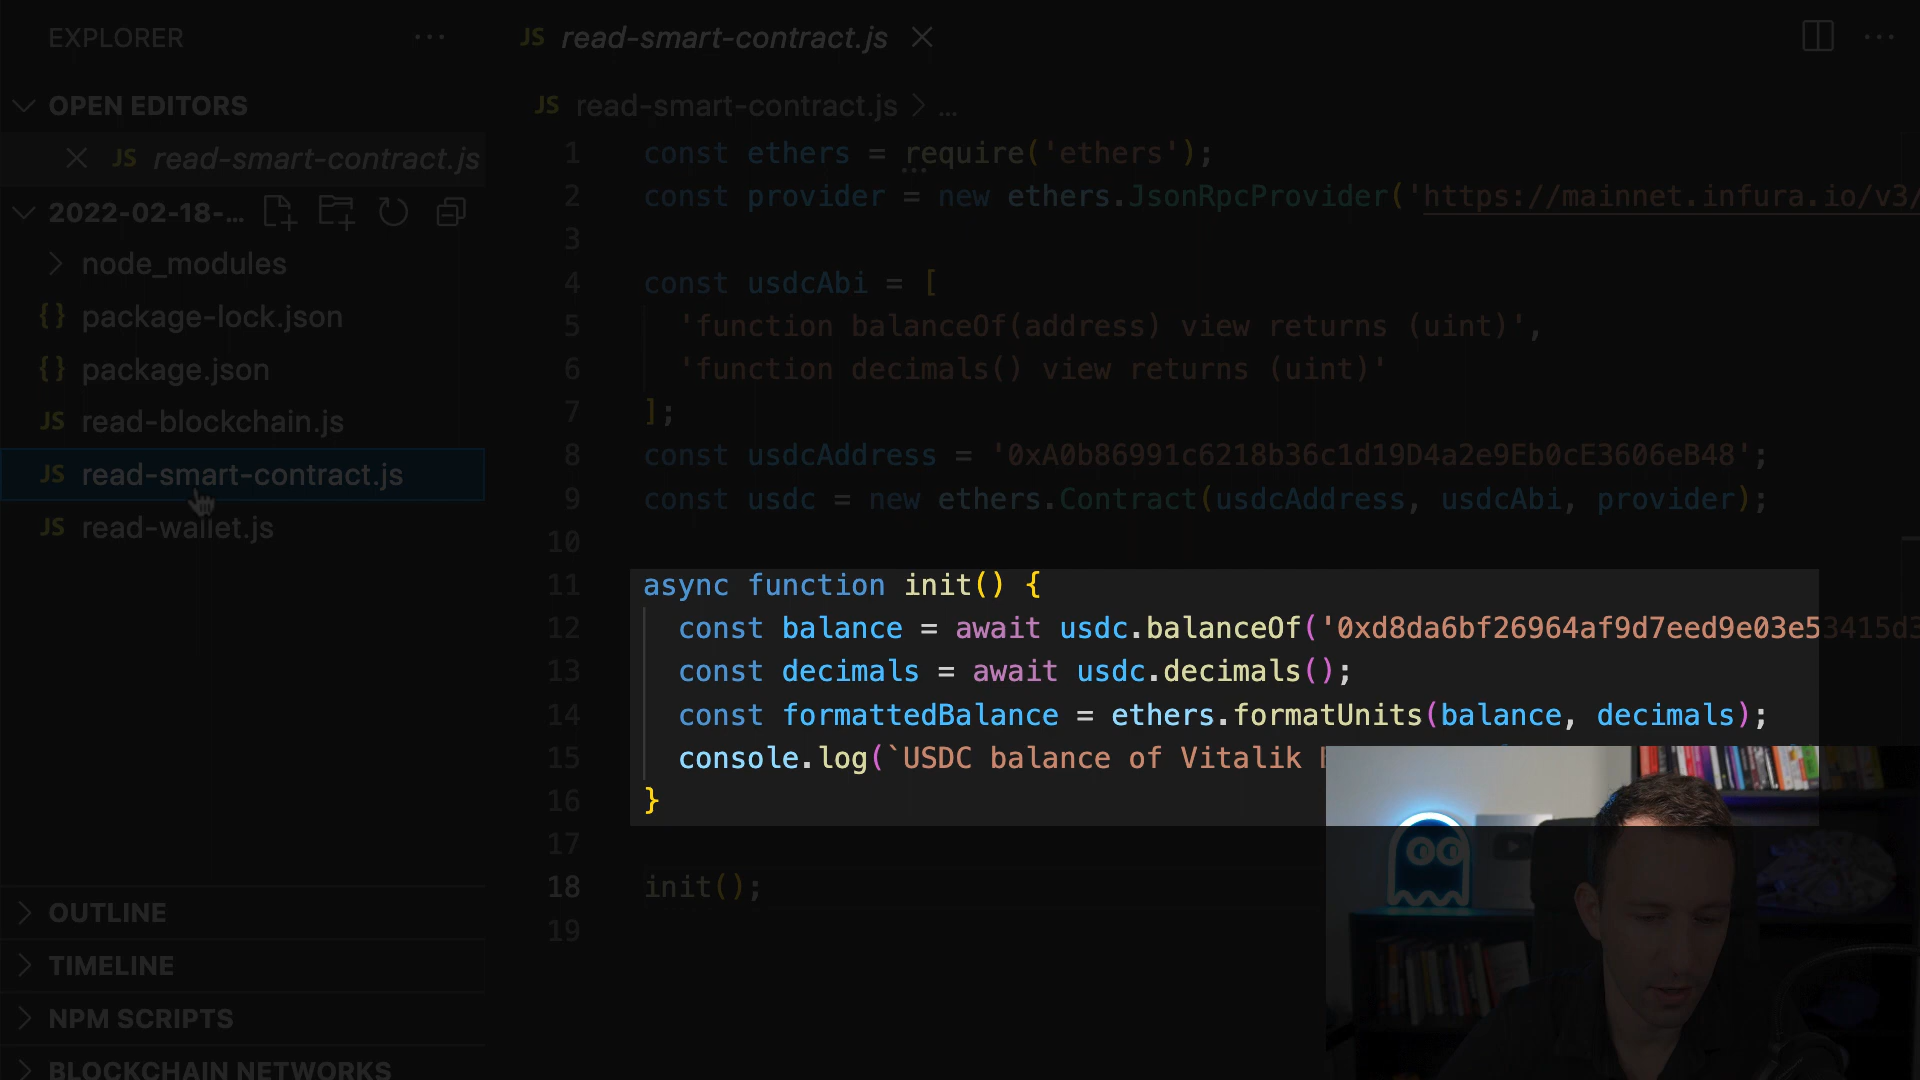 EXPLORER
OPEN EDITORS
JS read-smart-contract.js
2022-02-18-...
node_modules
{} package-lock.json
{} package.json
JS read-blockchain.js
JS read-smart-contract.js
JS read-wallet.js
OUTLINE
TIMELINE
NPM SCRIPTS
BLOCKCHAIN NETWORKS
JS read-smart-contract.js
JS read-smart-contract.js > ...
1 const ethers = require('ethers');
2 const provider = new ethers.JsonRpcProvider('https://mainnet.infura.io/v3/
3
4 const usdcAbi = [
5 'function balanceOf(address) view returns (uint)',
6 'function decimals() view returns (uint)'
7 ];
8 const usdcAddress = '0xA0b86991c6218b36c1d19D4a2e9Eb0cE3606eB48';
9 const usdc = new ethers.Contract(usdcAddress, usdcAbi, provider);
10
11 async function init() {
12 const balance = await usdc.balanceOf('0xd8da6bf26964af9d7eed9e03e53415d3
13 const decimals = await usdc.decimals();
14 const formattedBalance = ethers.formatUnits(balance, decimals);
15 console.log(`USDC balance of Vitalik
16 }
17
18 init();
19